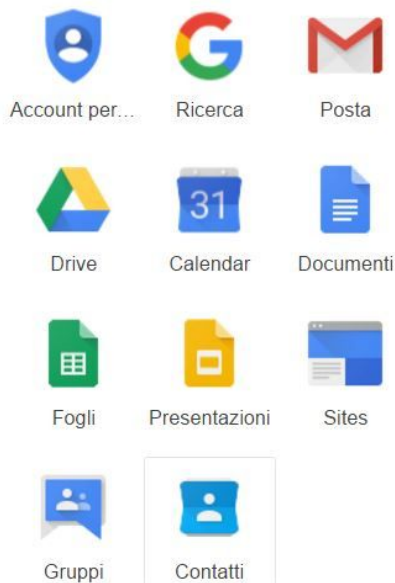 Account per...
Ricerca
Posta
Drive
31
Calendar
Documenti
Fogli
Presentazioni
Sites
Gruppi
Contatti